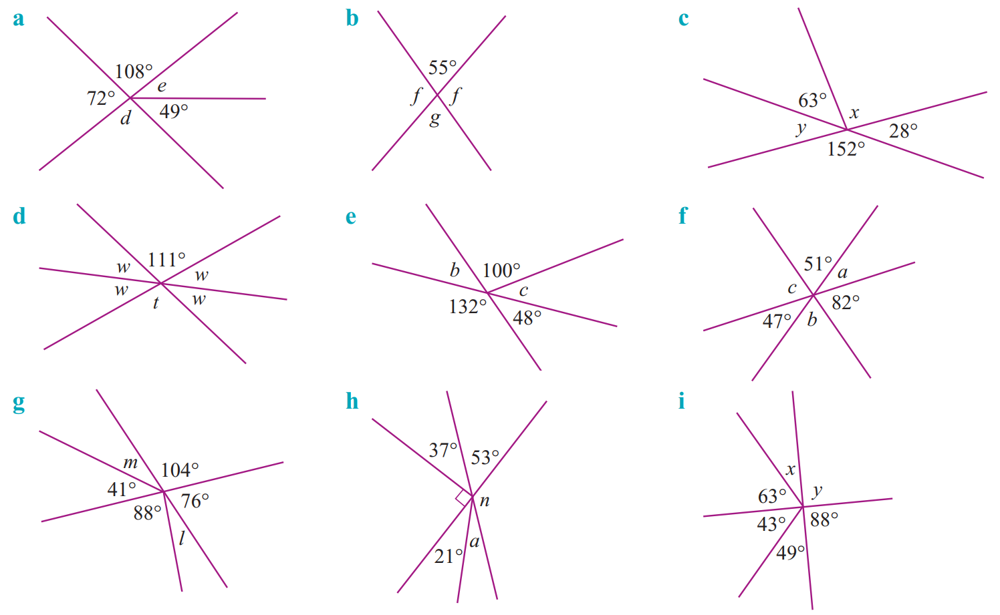 a
108°
e
72°
49°
d
b
55°
f
f
g
c
63°
x
y
28°
152°
d
111°
w
w
w
w
t
e
b
100°
c
132°
48°
f
51°
a
c
82°
47°
b
g
m
104°
41°
76°
88°
l
h
37°
53°
n
a
21°
i
x
y
63°
43°
88°
49°